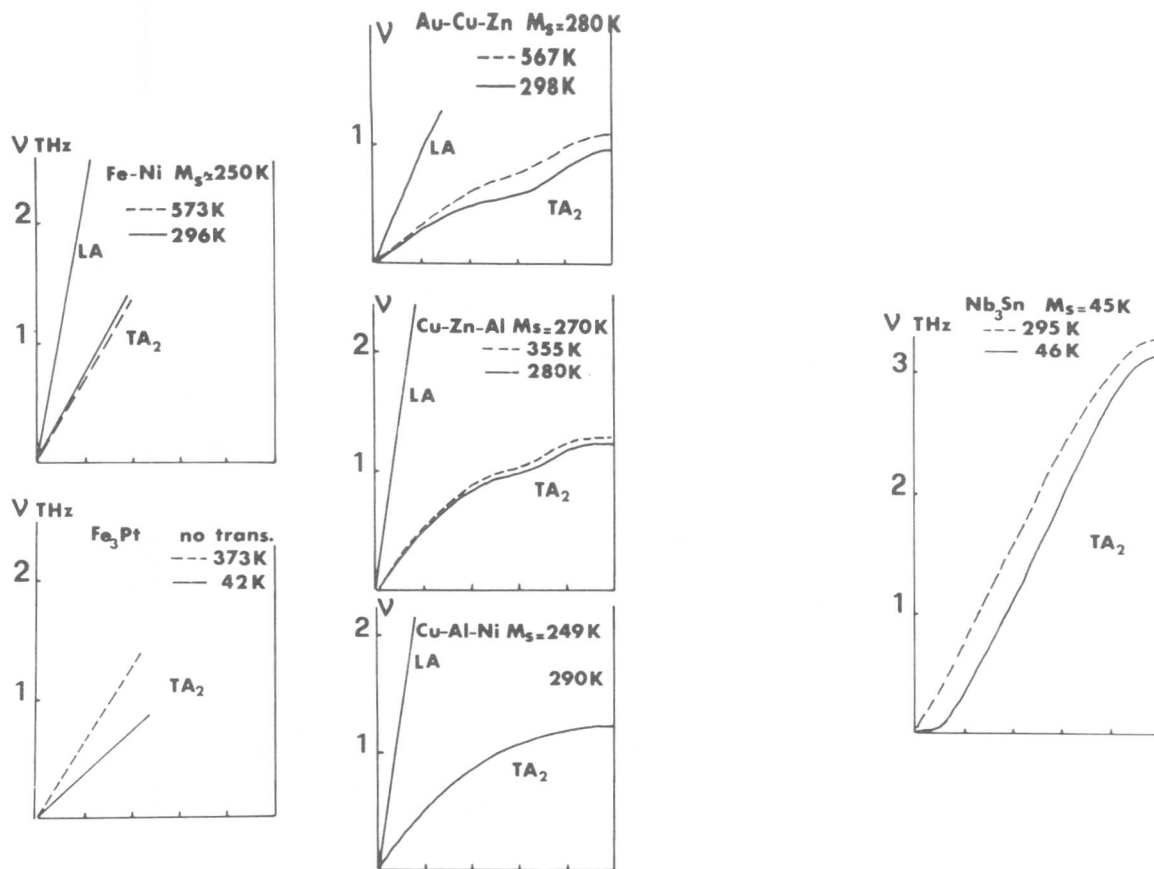 ν THz
Fe-Ni Ms≃250K
573K
296K
2
LA
1
TA2
ν THz
Fe3Pt no trans.
373K
42K
2
1
TA2
ν
Au-Cu-Zn Ms=280K
567K
298K
1
LA
TA2
ν
Cu-Zn-Al Ms=270K
355K
280K
2
LA
1
TA2
ν
Cu-Al-Ni Ms=249K
2
LA
290K
1
TA2
Nb3Sn Ms=45K
ν THz
295K
46K
3
2
TA2
1